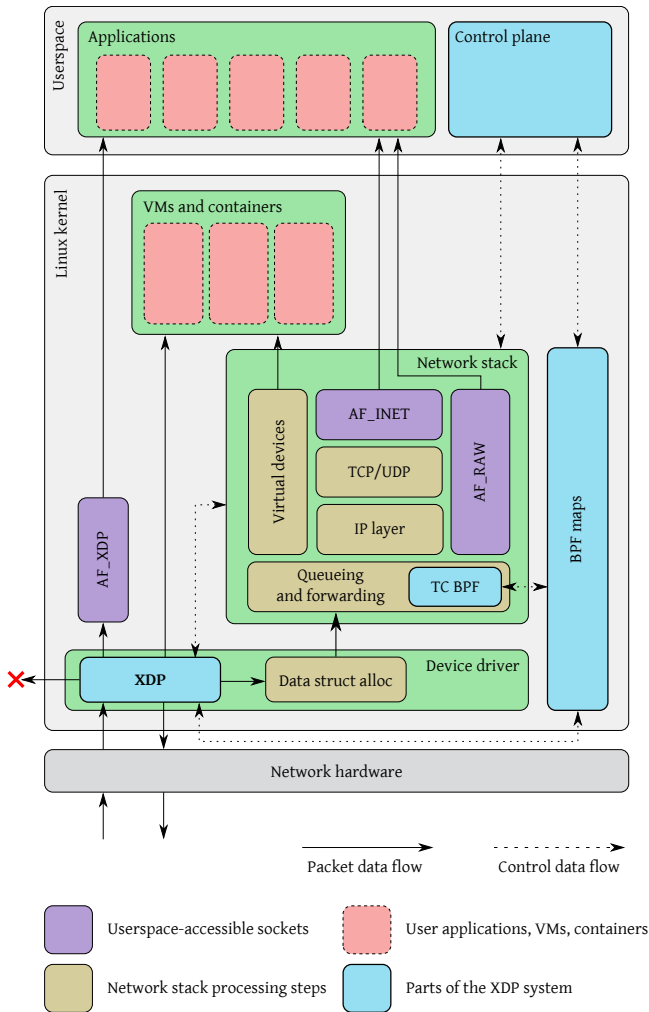 Userspace
Applications
Control plane
Linux kernel
VMs and containers
Network stack
Virtual devices
AF_INET
TCP/UDP
IP layer
AF_RAW
BPF maps
AF_XDP
Queueing
and forwarding
TC BPF
Device driver
XDP
Data struct alloc
Network hardware
Packet data flow
Control data flow
Userspace-accessible sockets
User applications, VMs, containers
Network stack processing steps
Parts of the XDP system